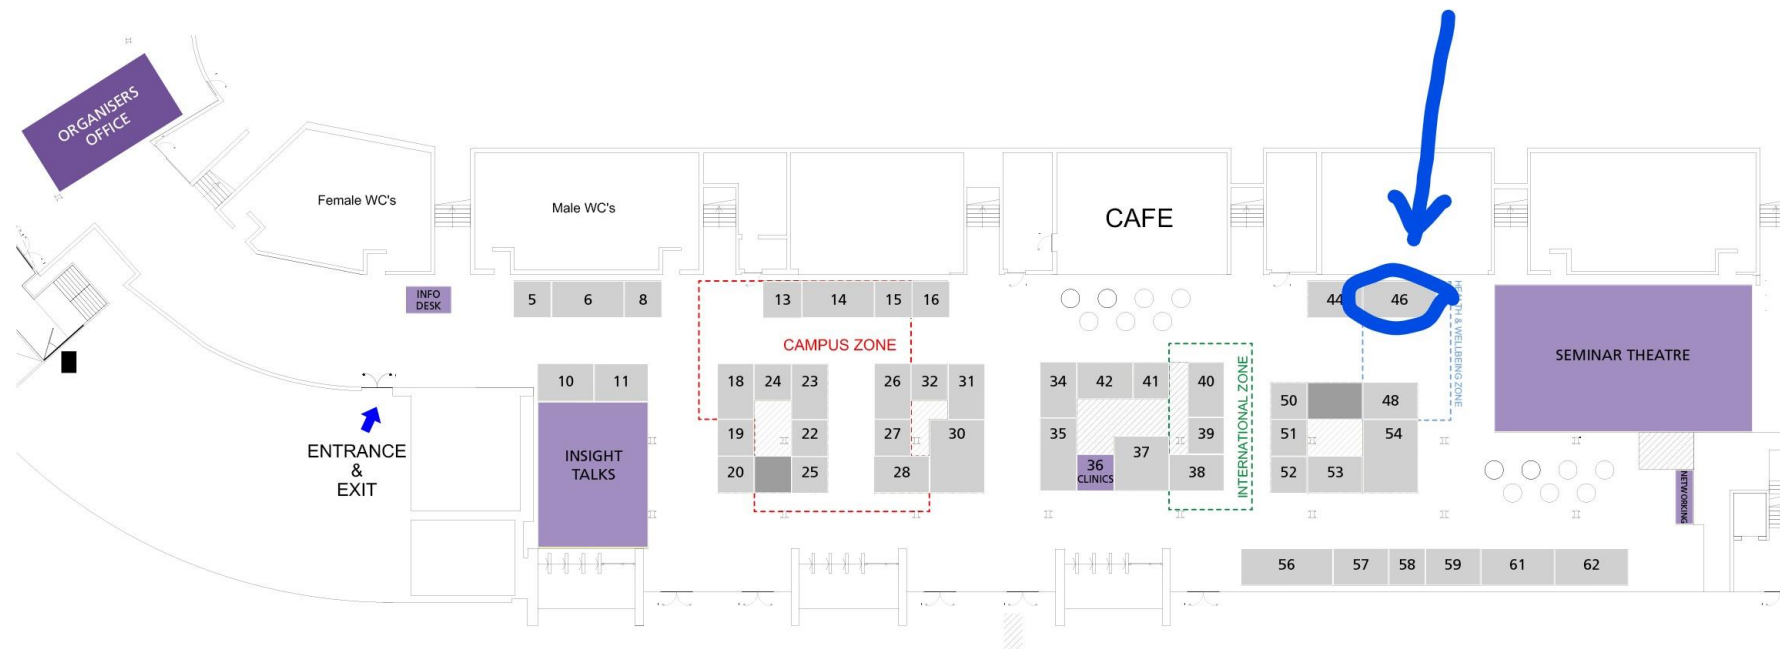 ORGANISERS
OFFICE
Female WC's
Male WC's
CAFE
INFO
DESK
5
6
8
13
14
15
16
44
46
HEALTH & WELLBEING ZONE
SEMINAR THEATRE
CAMPUS ZONE
10
11
18
24
23
26
32
31
34
42
41
40
INTERNATIONAL ZONE
50
48
19
22
27
30
35
37
39
51
54
ENTRANCE
&
EXIT
INSIGHT
TALKS
20
25
28
36
CLINICS
38
52
53
NETWORKING
56
57
58
59
61
62